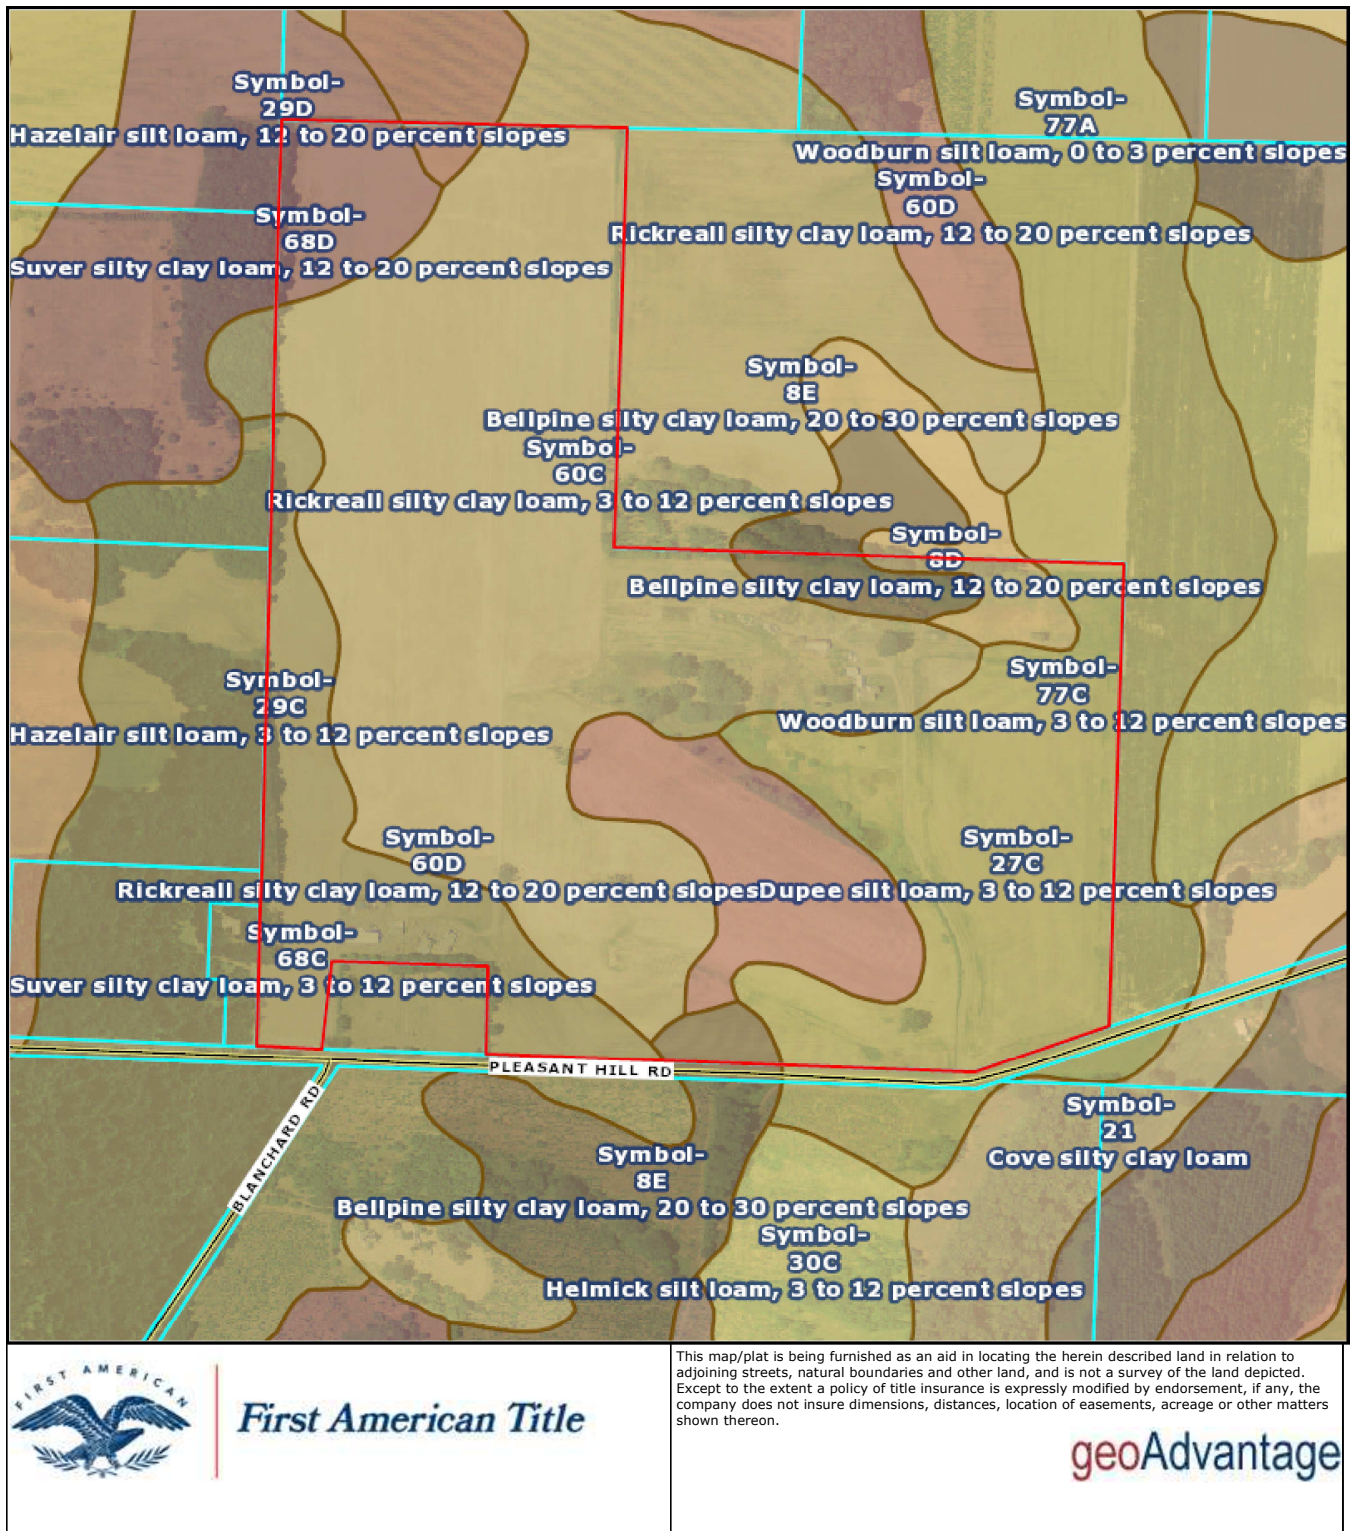 Symbol-
29D
Hazelair silt loam, 12 to 20 percent slopes
Symbol-
77A
Woodburn silt loam, 0 to 3 percent slopes
Symbol-
60D
Rickreall silty clay loam, 12 to 20 percent slopes
Symbol-
68D
Suver silty clay loam, 12 to 20 percent slopes
Symbol-
8E
Bellpine silty clay loam, 20 to 30 percent slopes
Symbol-
60C
Rickreall silty clay loam, 3 to 12 percent slopes
Symbol-
8D
Bellpine silty clay loam, 12 to 20 percent slopes
Symbol-
77C
Woodburn silt loam, 3 to 12 percent slopes
Symbol-
29C
Hazelair silt loam, 3 to 12 percent slopes
Symbol-
60D
Rickreall silty clay loam, 12 to 20 percent slopes
Symbol-
27C
Dupee silt loam, 3 to 12 percent slopes
Symbol-
68C
Suver silty clay loam, 3 to 12 percent slopes
PLEASANT HILL RD
BLANCHARD RD
Symbol-
21
Cove silty clay loam
Symbol-
8E
Bellpine silty clay loam, 20 to 30 percent slopes
Symbol-
30C
Helmick silt loam, 3 to 12 percent slopes
FIRST AMERICAN
First American Title
This map/plat is being furnished as an aid in locating the herein described land in relation to
adjoining streets, natural boundaries and other land, and is not a survey of the land depicted.
Except to the extent a policy of title insurance is expressly modified by endorsement, if any, the
company does not insure dimensions, distances, location of easements, acreage or other matters
shown thereon.
geoAdvantage